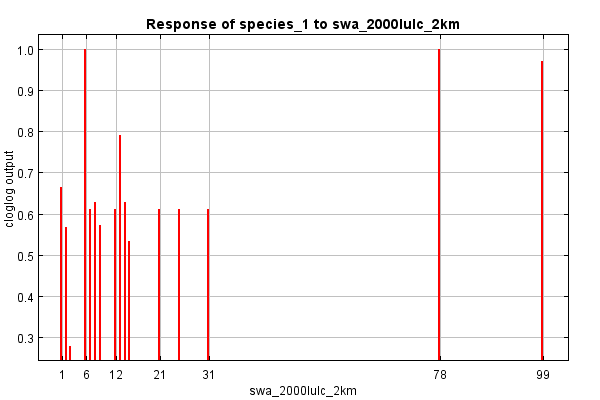 Response of species_1 to swa_2000lulc_2km
1.0
0.9
0.8
0.7
0.6
0.5
0.4
0.3
cloglog output
1 6 12 21 31 78 99
swa_2000lulc_2km